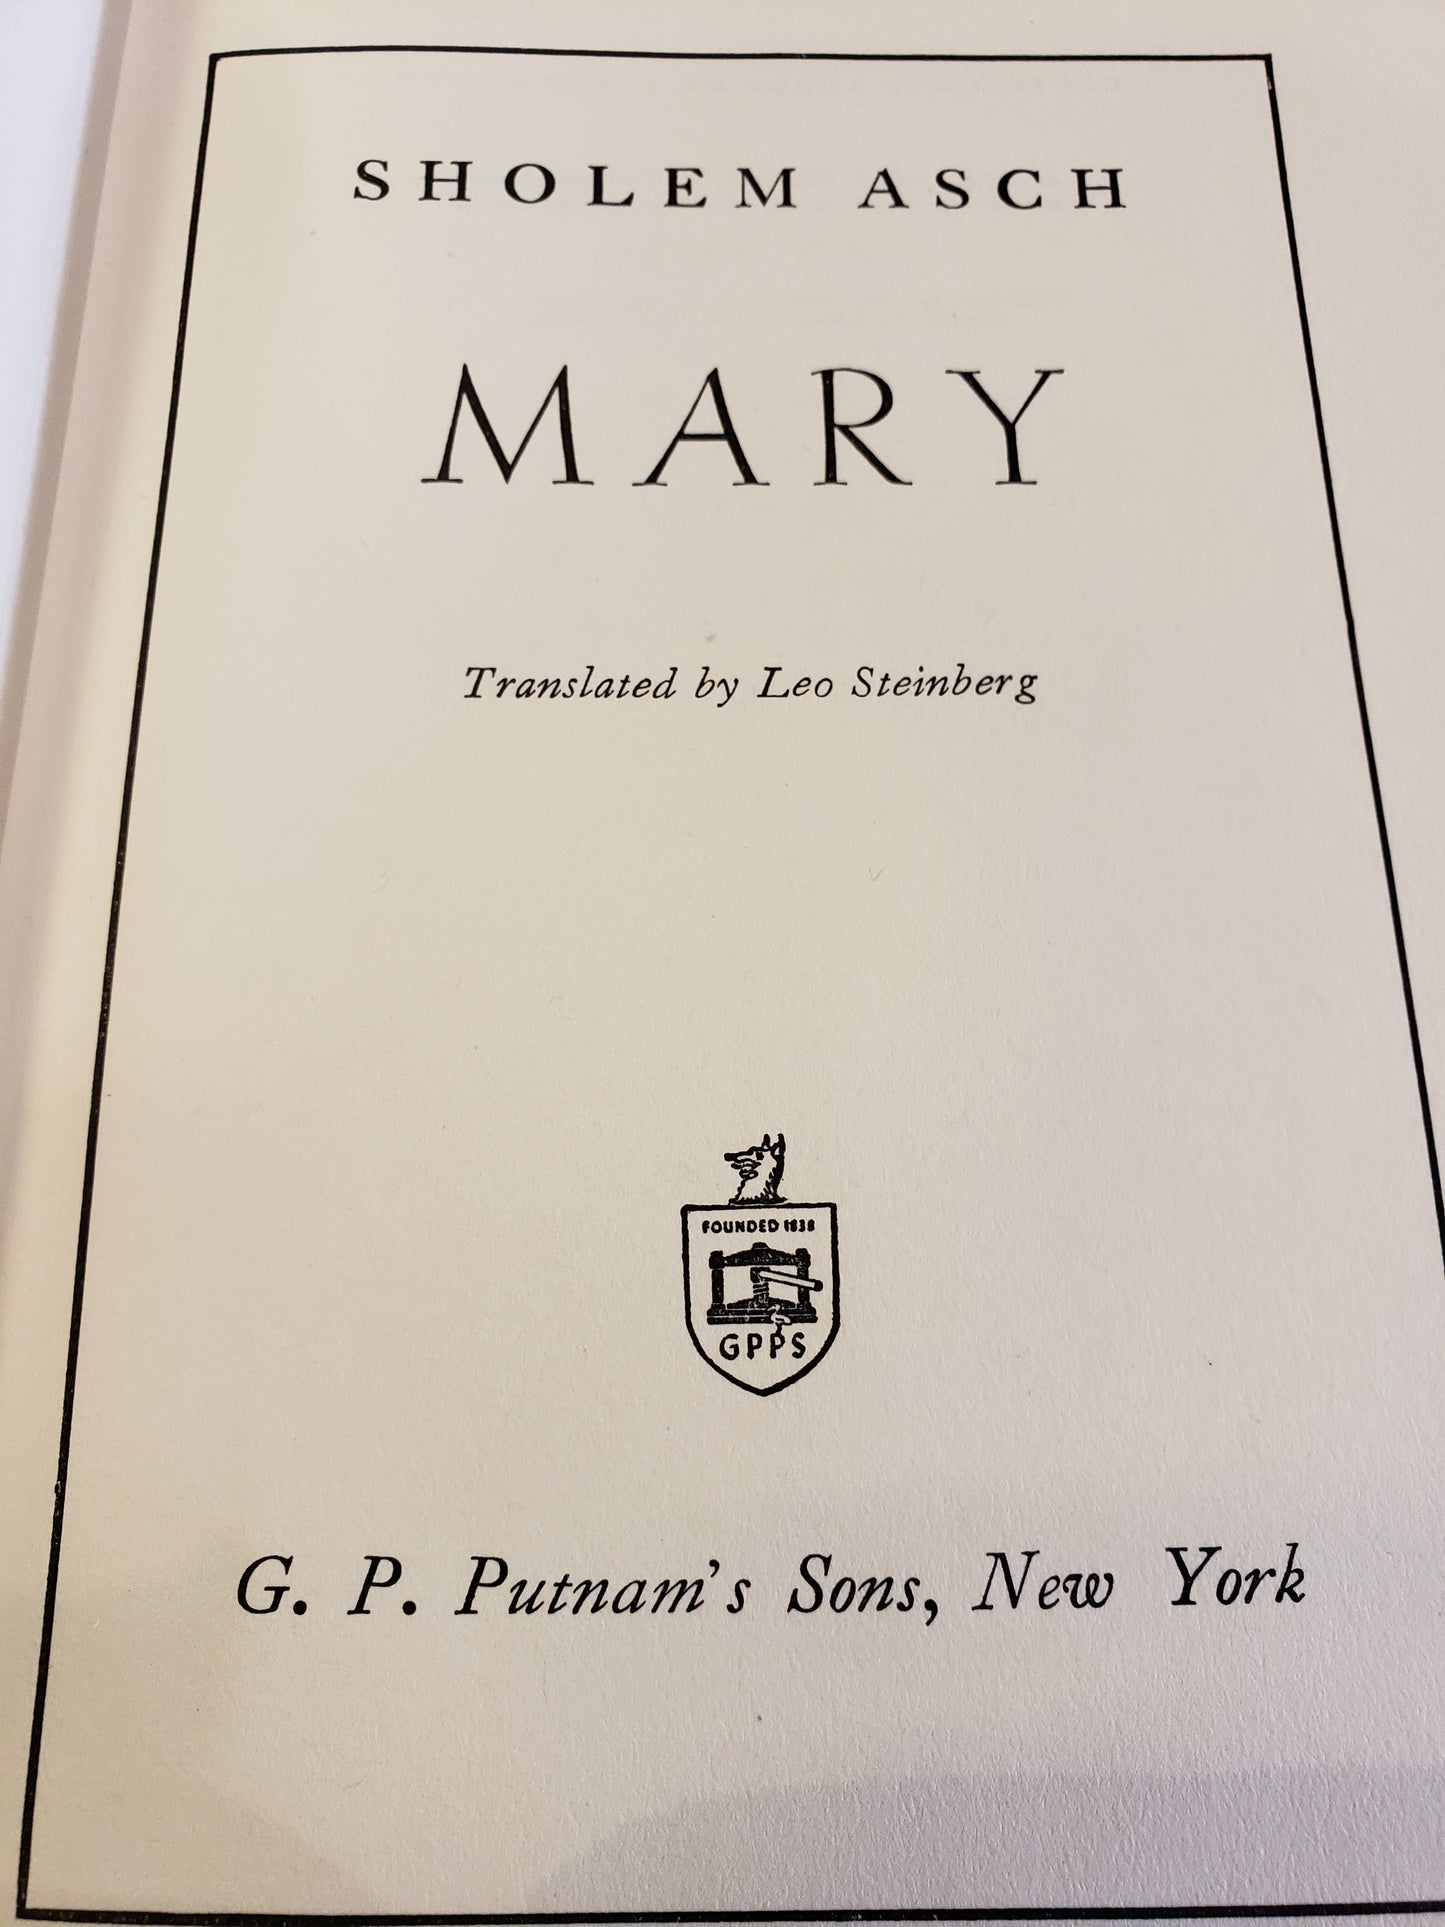 SHOLEM ASCH
MARY
Translated by Leo Steinberg
FOUNDED 1838
GPPS
G. P. Putnam's Sons, New York